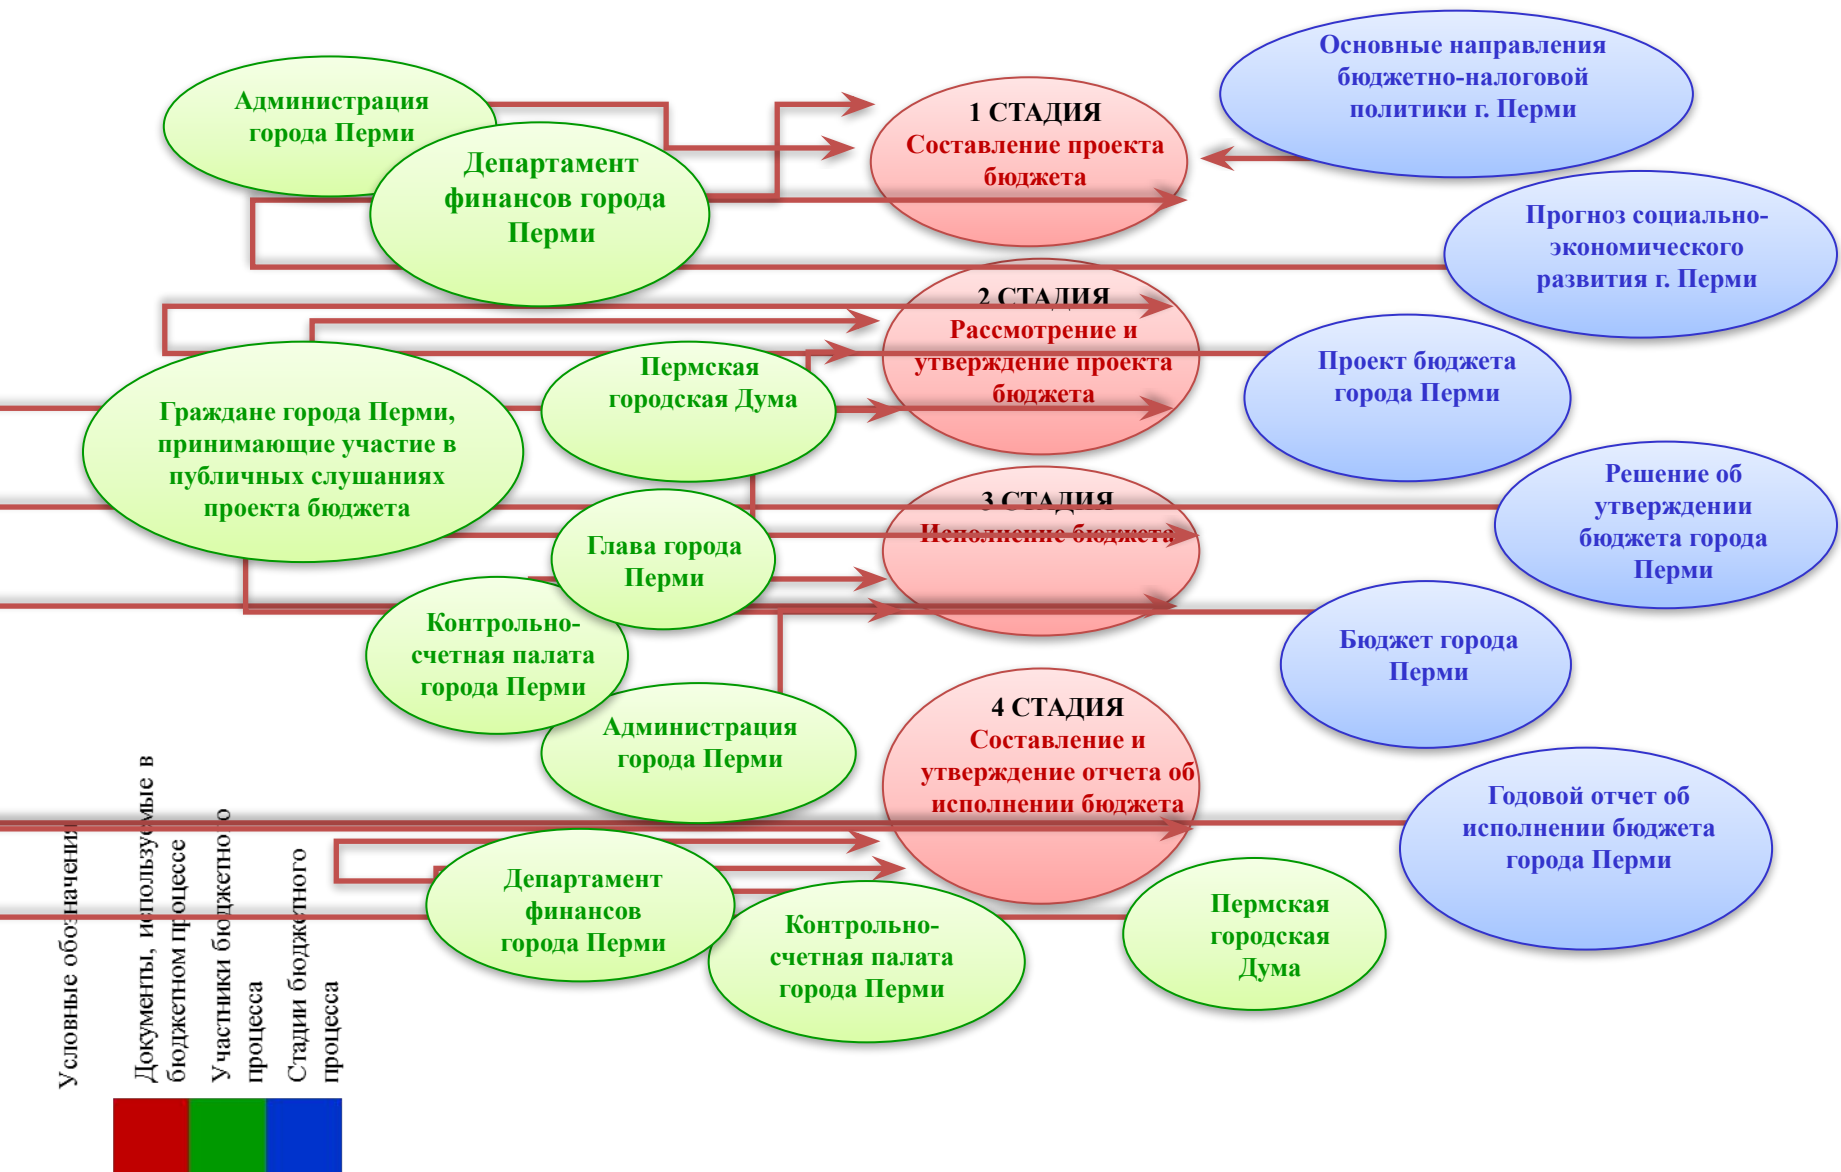 Администрация
города Перми
Департамент
финансов города
Перми
1 СТАДИЯ
Составление проекта
бюджета
Основные направления
бюджетно-налоговой
политики г. Перми
Прогноз социально-
экономического
развития г. Перми
2 СТАДИЯ
Рассмотрение и
утверждение проекта
бюджета
Граждане города Перми,
принимающие участие в
публичных слушаниях
проекта бюджета
Пермская
городская Дума
Проект бюджета
города Перми
Решение об
утверждении
бюджета города
Перми
3 СТАДИЯ
Исполнение бюджета
Глава города
Перми
Контрольно-
счетная палата
города Перми
Администрация
города Перми
Бюджет города
Перми
4 СТАДИЯ
Составление и
утверждение отчета об
исполнении бюджета
Годовой отчет об
исполнении бюджета
города Перми
Департамент
финансов
города Перми
Контрольно-
счетная палата
города Перми
Пермская
городская
Дума
Условные обозначения
Документы, используемые в
бюджетном процессе
Участники бюджетного
процесса
Стадии бюджетного
процесса